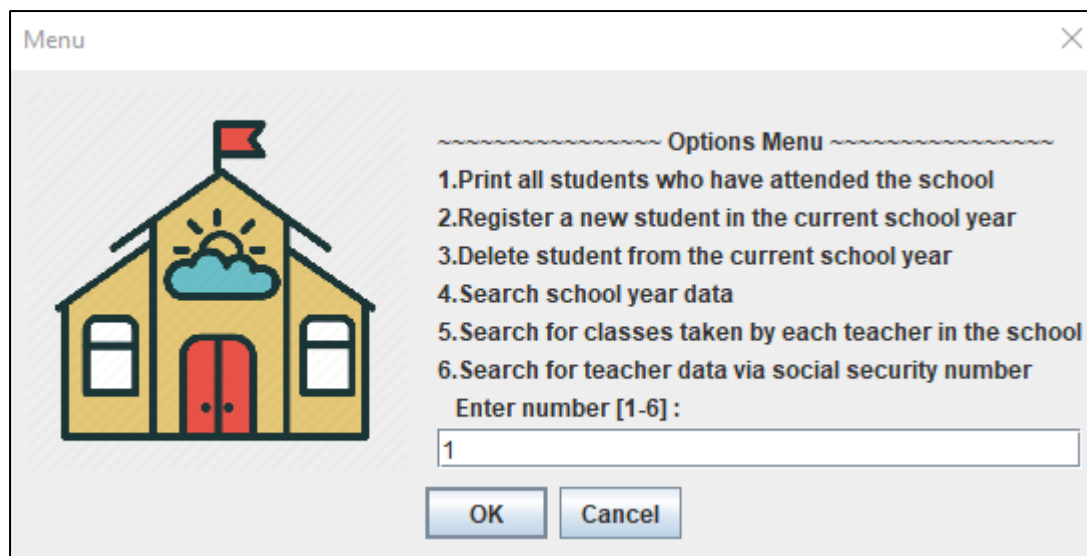 Menu
~~~~~~~~~~~~~~~~ Options Menu ~~~~~~~~~~~~~~~~
1.Print all students who have attended the school
2.Register a new student in the current school year
3.Delete student from the current school year
4.Search school year data
5.Search for classes taken by each teacher in the school
6.Search for teacher data via social security number
Enter number [1-6] :
1
OK Cancel